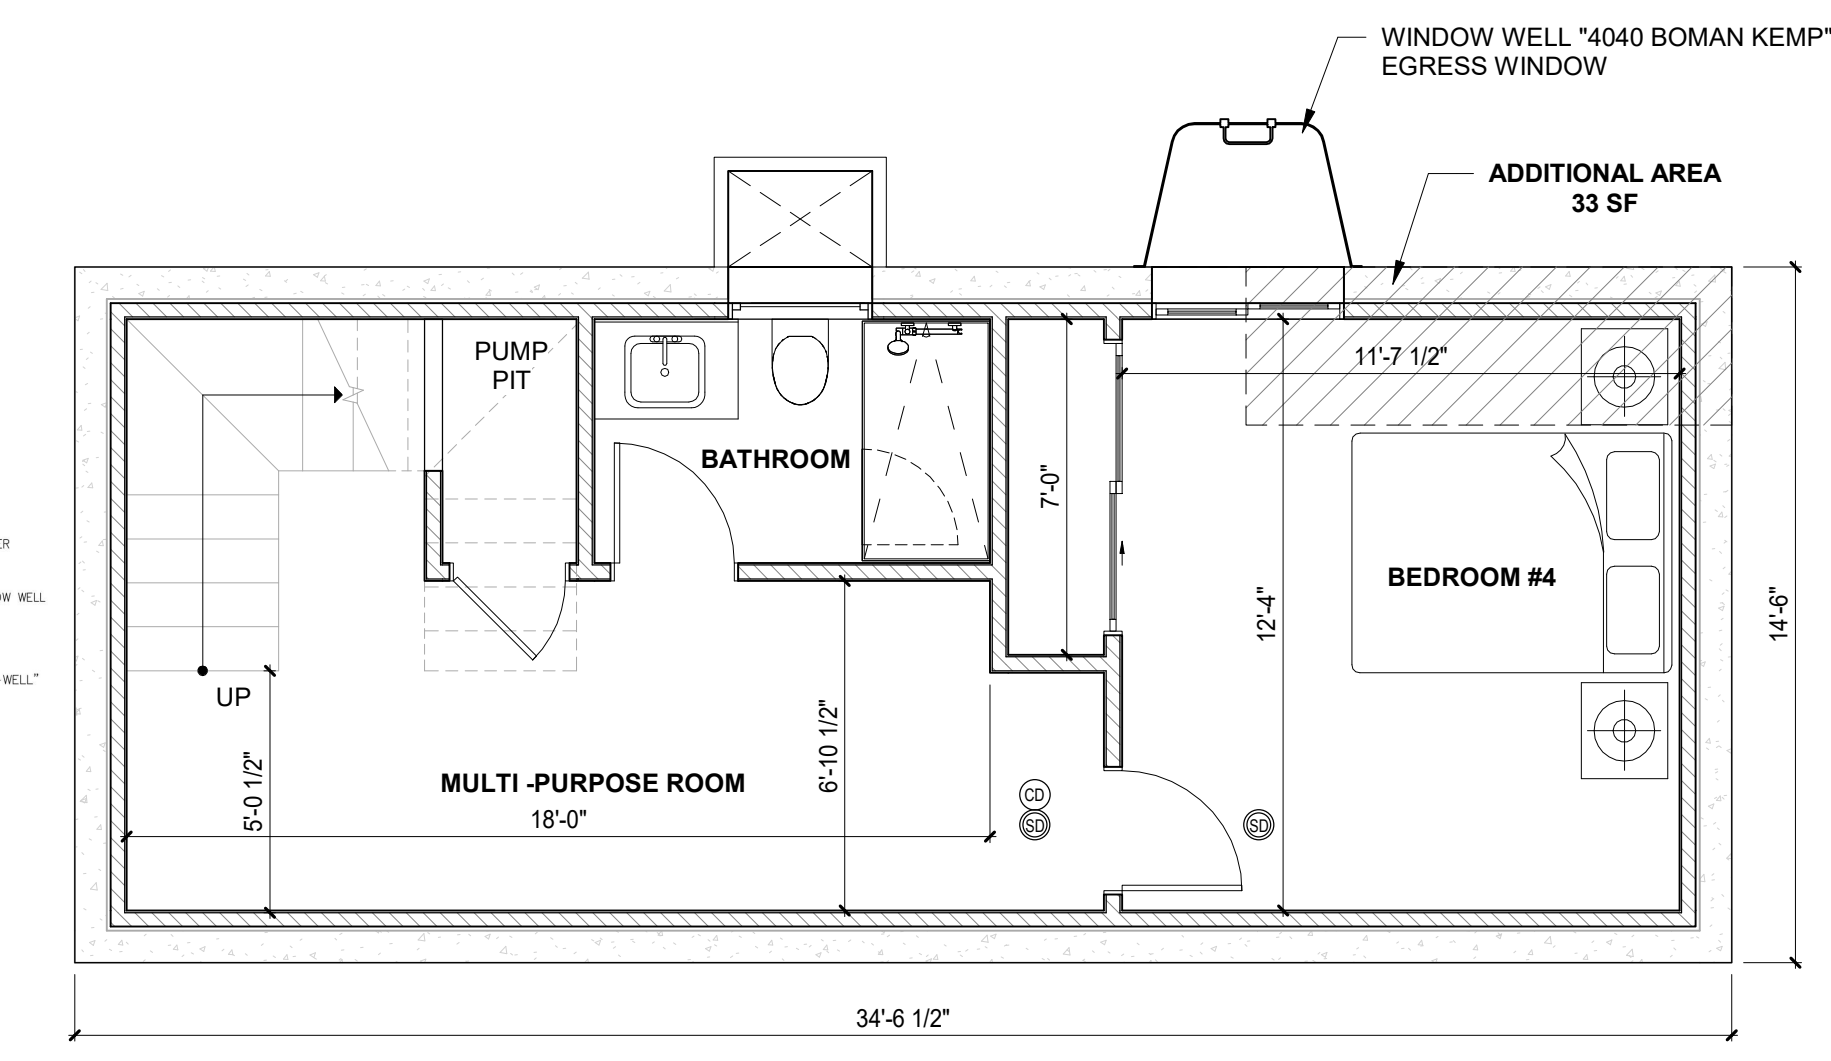 WINDOW WELL "4040 BOMAN KEMP"
EGRESS WINDOW
ADDITIONAL AREA
33 SF
PUMP
PIT
11'-7 1/2"
BATHROOM
7'-0"
BEDROOM #4
12'-4"
14'-6"
WELL
WELL”
UP
5'-0 1/2"
6'-10 1/2"
MULTI -PURPOSE ROOM
18'-0"
CD
SD
SD
34'-6 1/2"